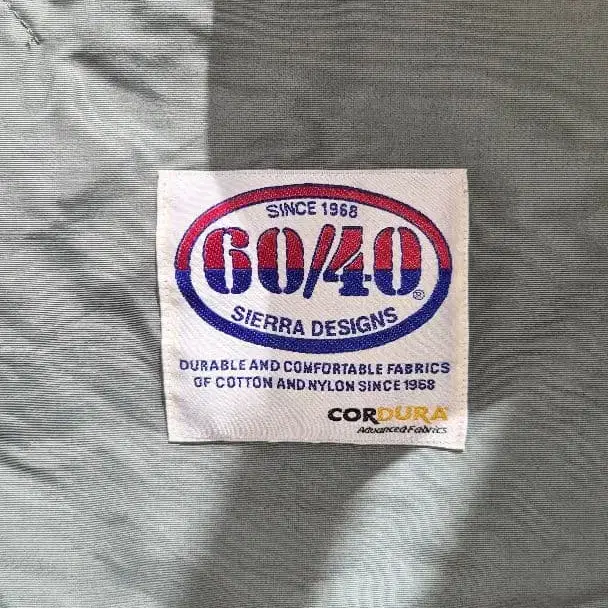 SINCE 1968
60/40®
SIERRA DESIGNS
DURABLE AND COMFORTABLE FABRICS
OF COTTON AND NYLON SINCE 1968
CORDURA
Advanced Fabrics